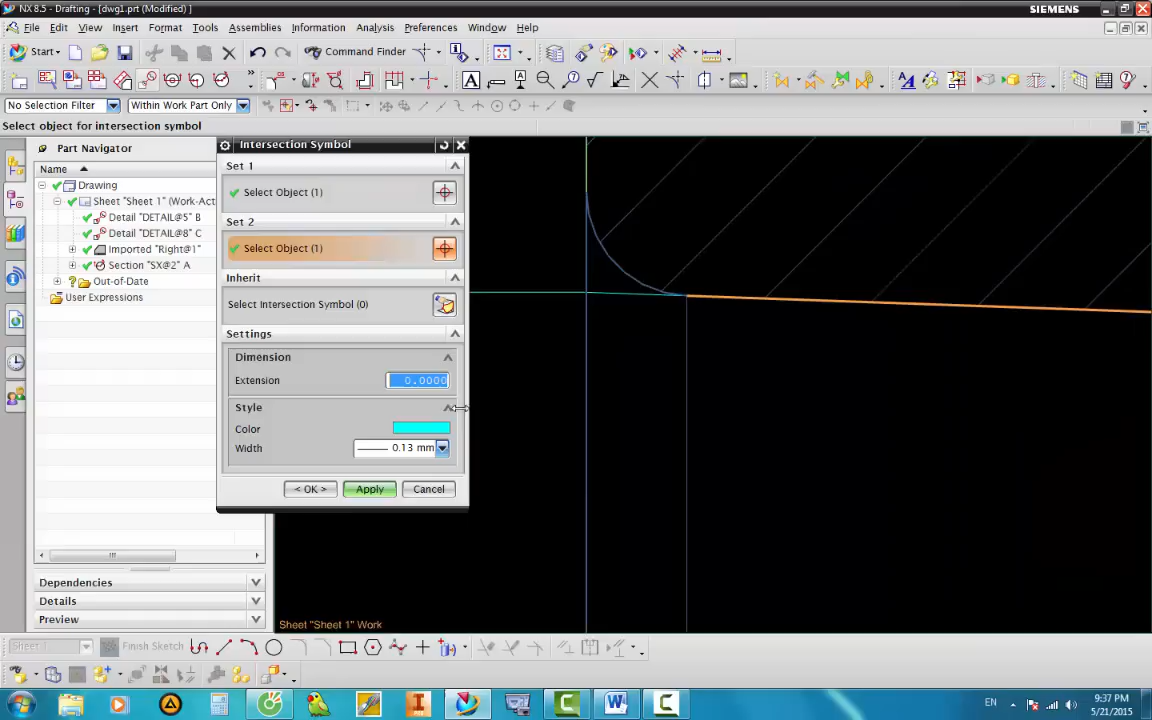 NX 8.5 - Drafting - [dwg1.prt (Modified) ]
SIEMENS
File Edit View Insert Format Tools Assemblies Information Analysis Preferences Window Help
Start Command Finder
No Selection Filter Within Work Part Only
Select object for intersection symbol
Part Navigator
Name
Drawing
Sheet "Sheet 1" (Work-Act
Detail "DETAIL@5" B
Detail "DETAIL@8" C
Imported "Right@1"
Section "SX@2" A
Out-of-Date
User Expressions
Dependencies
Details
Preview
Intersection Symbol
Set 1
Select Object (1)
Set 2
Select Object (1)
Inherit
Select Intersection Symbol (0)
Settings
Dimension
Extension 0.0000
Style
Color
Width 0.13 mm
< OK > Apply Cancel
Sheet "Sheet 1" Work
Sheet Finish Sketch
EN
9:37 PM
5/21/2015